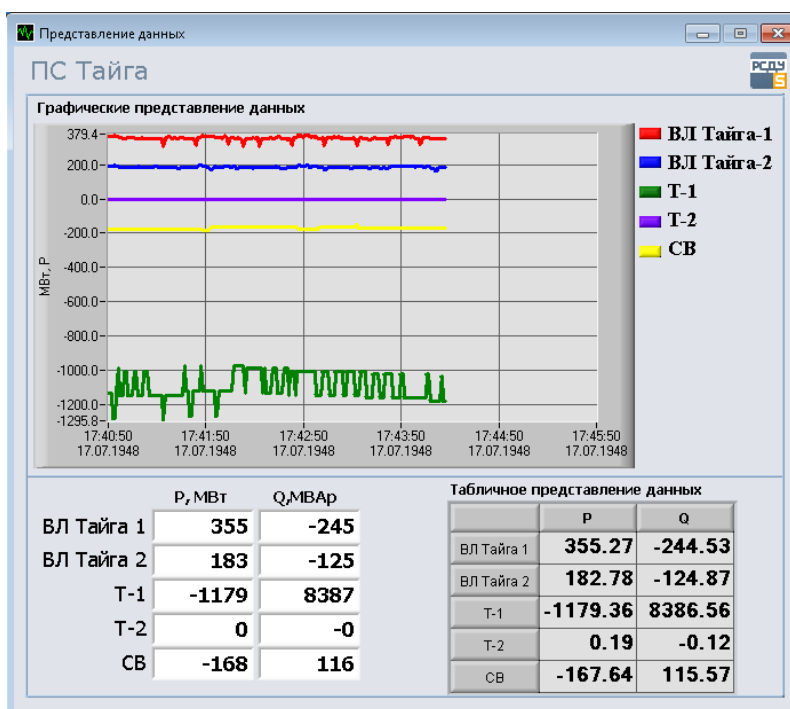 Представление данных
ПС Тайга
РСДУ
5
Графические представление данных
МВт, P
379.4
200.0
0.0
-200.0
-400.0
-600.0
-800.0
-1000.0
-1200.0
-1295.8
17:40:50 17:41:50 17:42:50 17:43:50 17:44:50 17:45:50
17.07.1948 17.07.1948 17.07.1948 17.07.1948 17.07.1948 17.07.1948
ВЛ Тайга-1
ВЛ Тайга-2
Т-1
Т-2
СВ
P, МВт Q,МВАр
ВЛ Тайга 1 355 -245
ВЛ Тайга 2 183 -125
Т-1 -1179 8387
Т-2 0 -0
СВ -168 116
Табличное представление данных
P Q
ВЛ Тайга 1 355.27 -244.53
ВЛ Тайга 2 182.78 -124.87
Т-1 -1179.36 8386.56
Т-2 0.19 -0.12
СВ -167.64 115.57